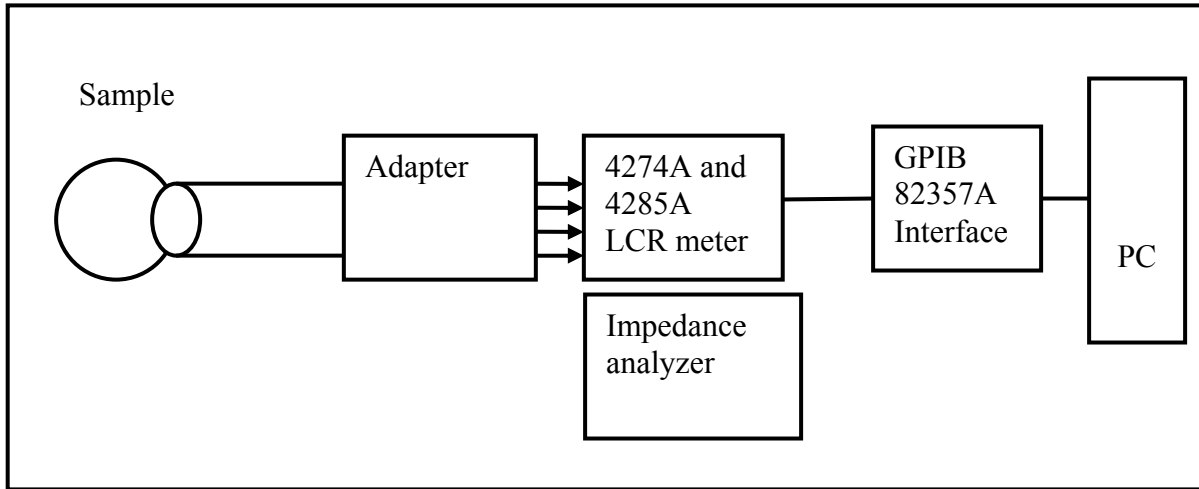 Sample
Adapter
4274A and
4285A
LCR meter
GPIB
82357A
Interface
PC
Impedance
analyzer